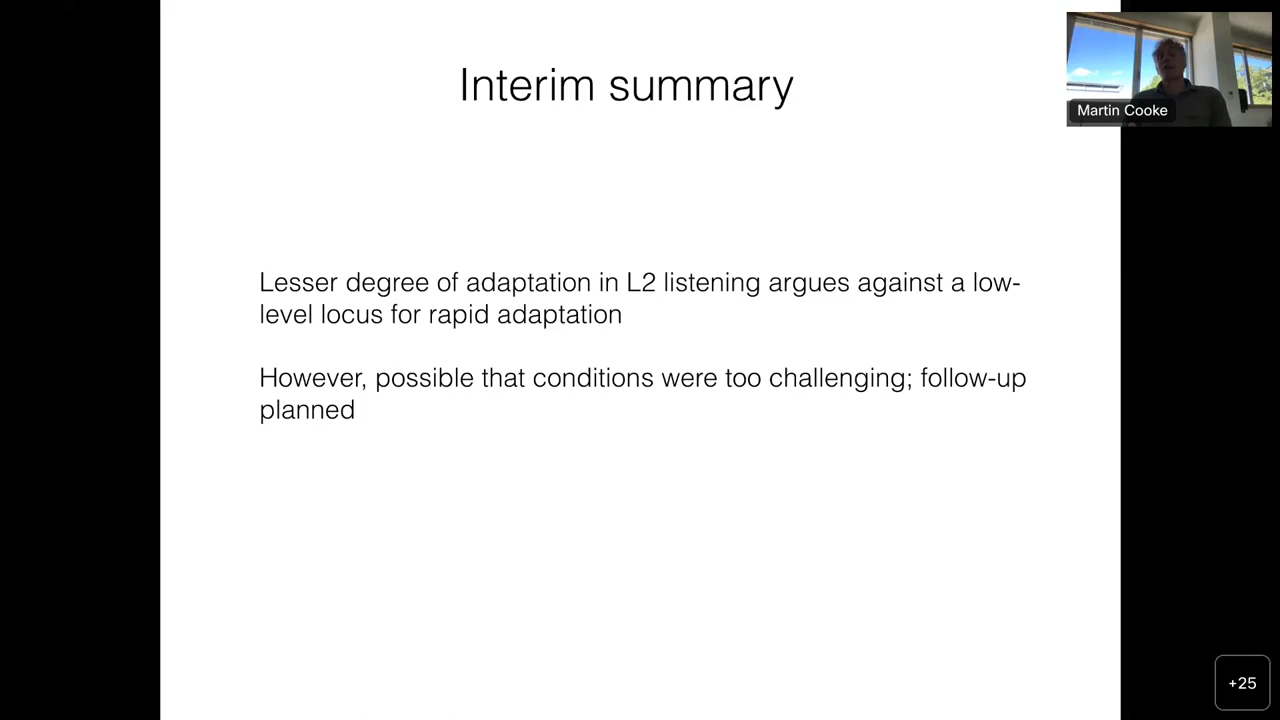 Interim summary
Martin Cooke
Lesser degree of adaptation in L2 listening argues against a low-
level locus for rapid adaptation
However, possible that conditions were too challenging; follow-up
planned
+25